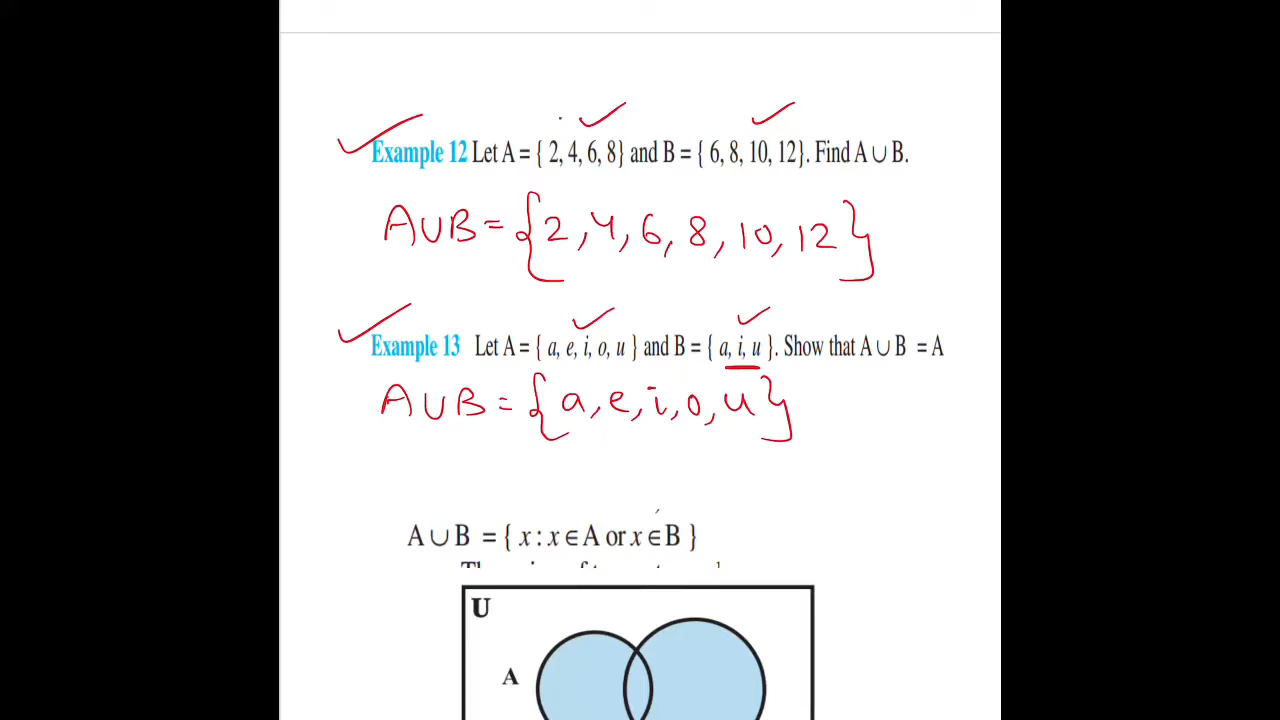 Example 12 Let A = { 2, 4, 6, 8} and B = { 6, 8, 10, 12}. Find A ∪ B.
A∪B = {2, 4, 6, 8, 10, 12}
Example 13 Let A = { a, e, i, o, u } and B = { a, i, u }. Show that A ∪ B = A
A∪B = {a, e, i, o, u}
A ∪ B = { x : x ∈ A or x ∈ B }
U
A